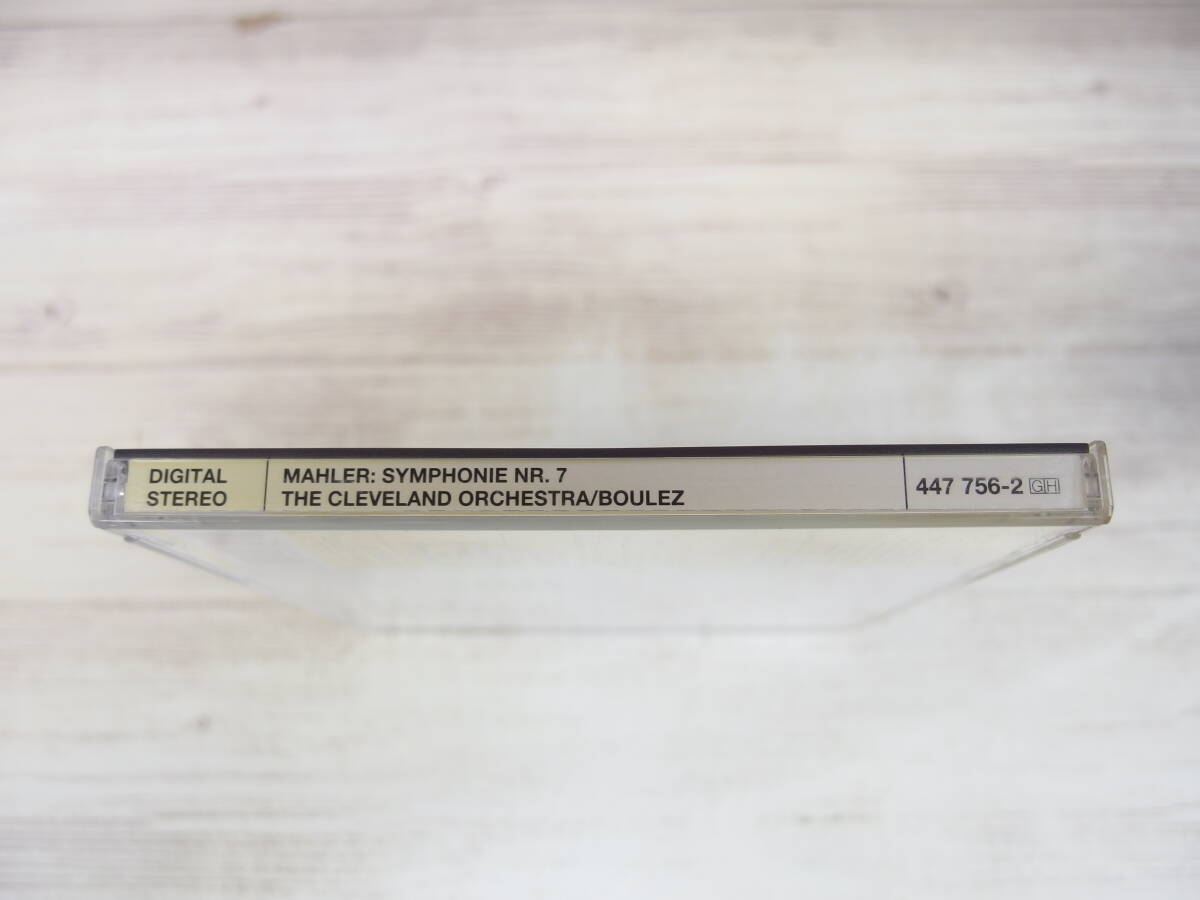 DIGITAL
STEREO
MAHLER: SYMPHONIE NR. 7
THE CLEVELAND ORCHESTRA/BOULEZ
447 756-2 GH